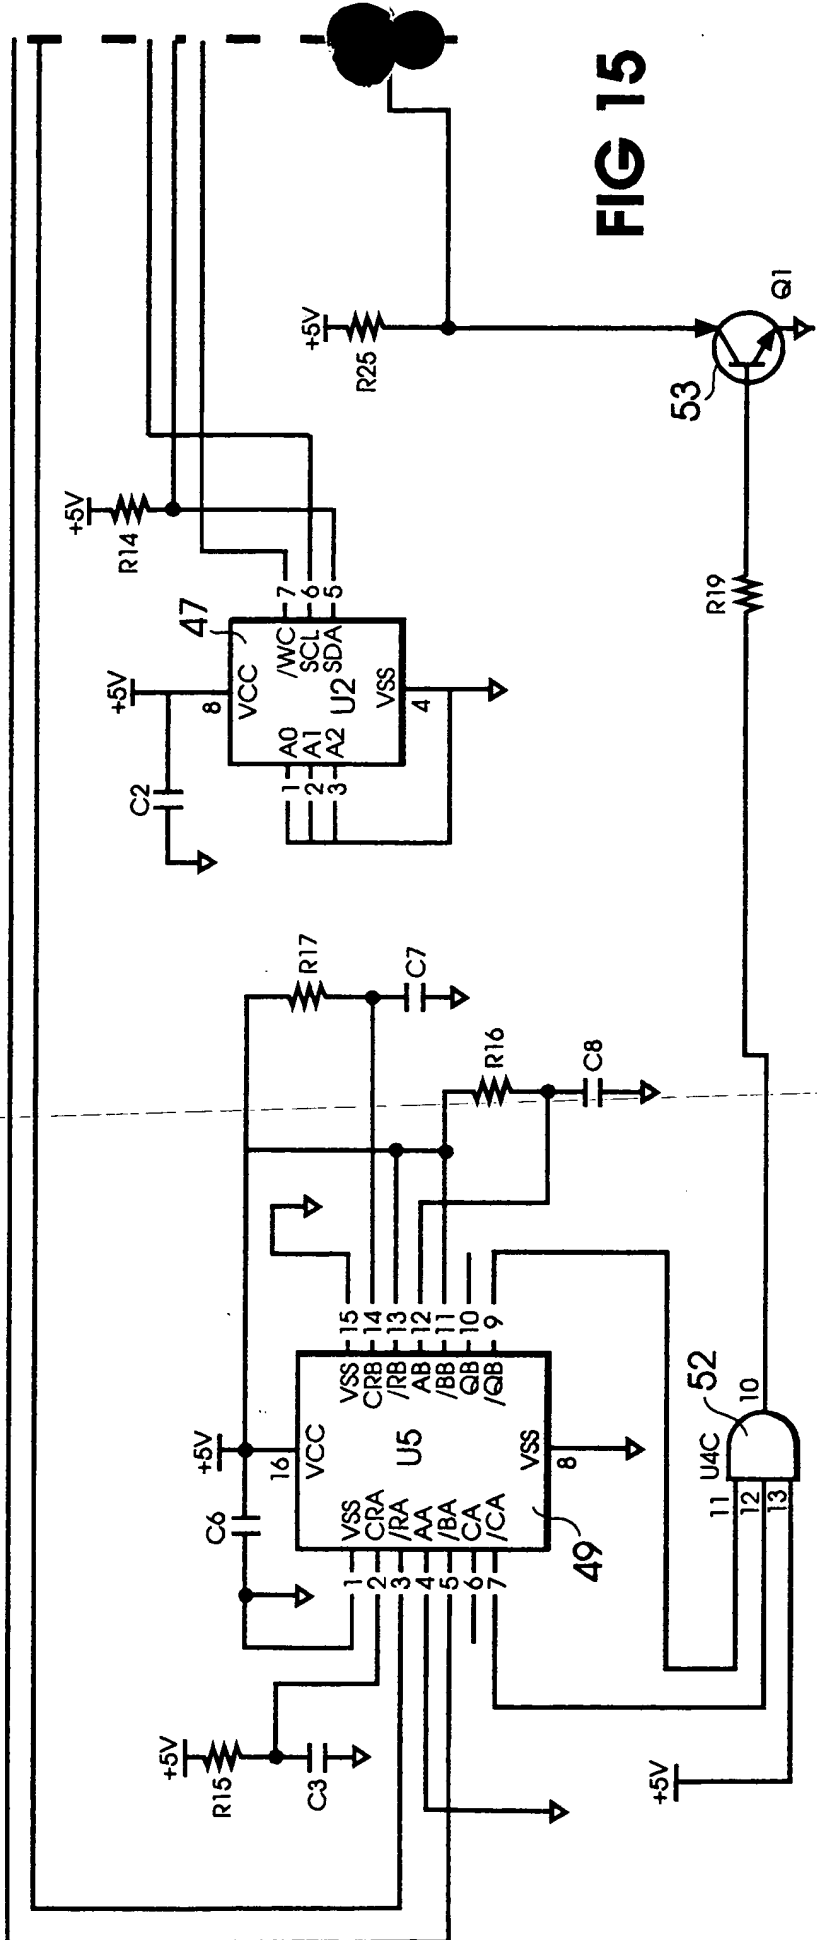 FIG 15
+5V
R14
+5V
R25
Q1
53
R19
47
+5V
C2
8
VCC
/WC
SCL
SDA
7
6
5
U2
A0
A1
A2
1
2
3
VSS
4
R17
C7
R16
C8
+5V
C6
16
VCC
VSS
CRB
/RB
AB
/BB
QB
/QB
15
14
13
12
11
10
9
U5
VSS
CRA
/RA
AA
/BA
CA
/CA
1
2
3
4
5
6
7
VSS
8
49
+5V
R15
C3
52
U4C
10
11
12
13
+5V